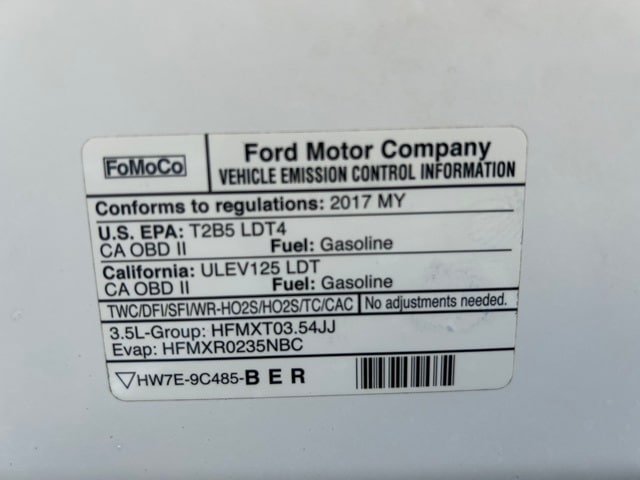 FoMoCo
Ford Motor Company
VEHICLE EMISSION CONTROL INFORMATION
Conforms to regulations: 2017 MY
U.S. EPA: T2B5 LDT4
CA OBD II Fuel: Gasoline
California: ULEV125 LDT
CA OBD II Fuel: Gasoline
TWC/DFI/SFI/WR-HO2S/HO2S/TC/CAC No adjustments needed.
3.5L-Group: HFMXT03.54JJ
Evap: HFMXR0235NBC
HW7E-9C485-B E R